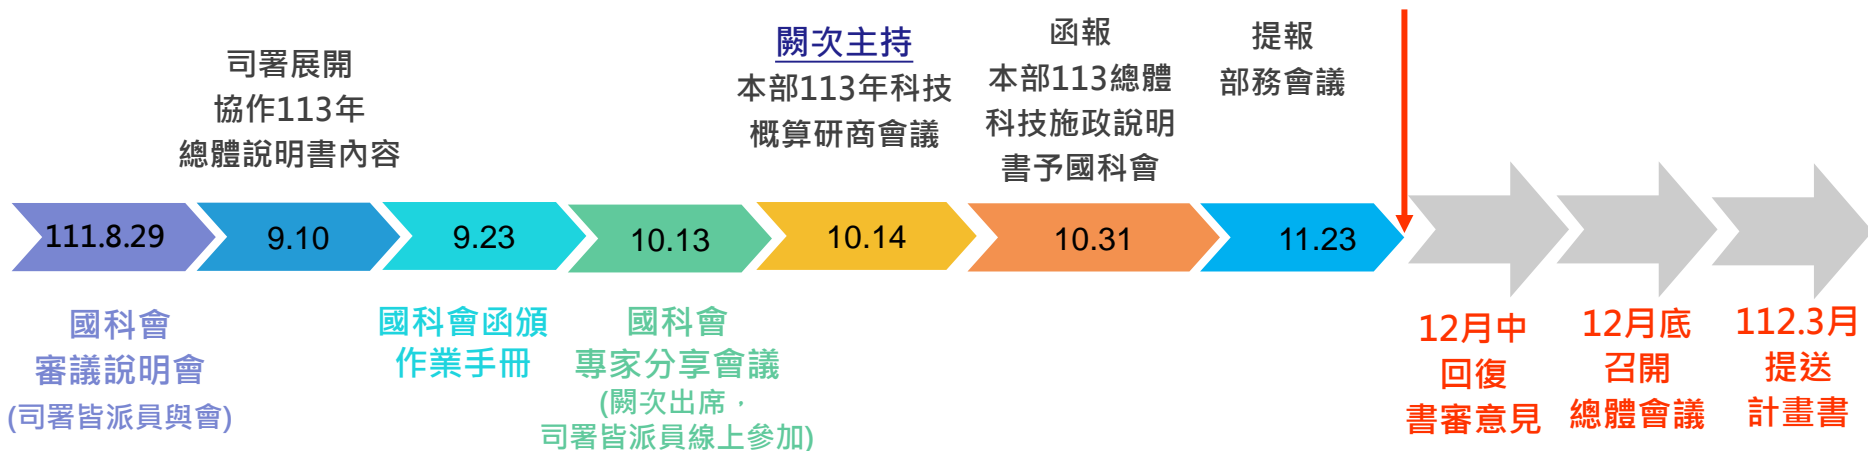 司署展開
協作113年
總體說明書內容
闕次主持
本部113年科技
概算研商會議
函報
本部113總體
科技施政說明
書予國科會
提報
部務會議
111.8.29
9.10
9.23
10.13
10.14
10.31
11.23
國科會
審議說明會
(司署皆派員與會)
國科會函頒
作業手冊
國科會
專家分享會議
(闕次出席，
司署皆派員線上參加)
12月中
回復
書審意見
12月底
召開
總體會議
112.3月
提送
計畫書